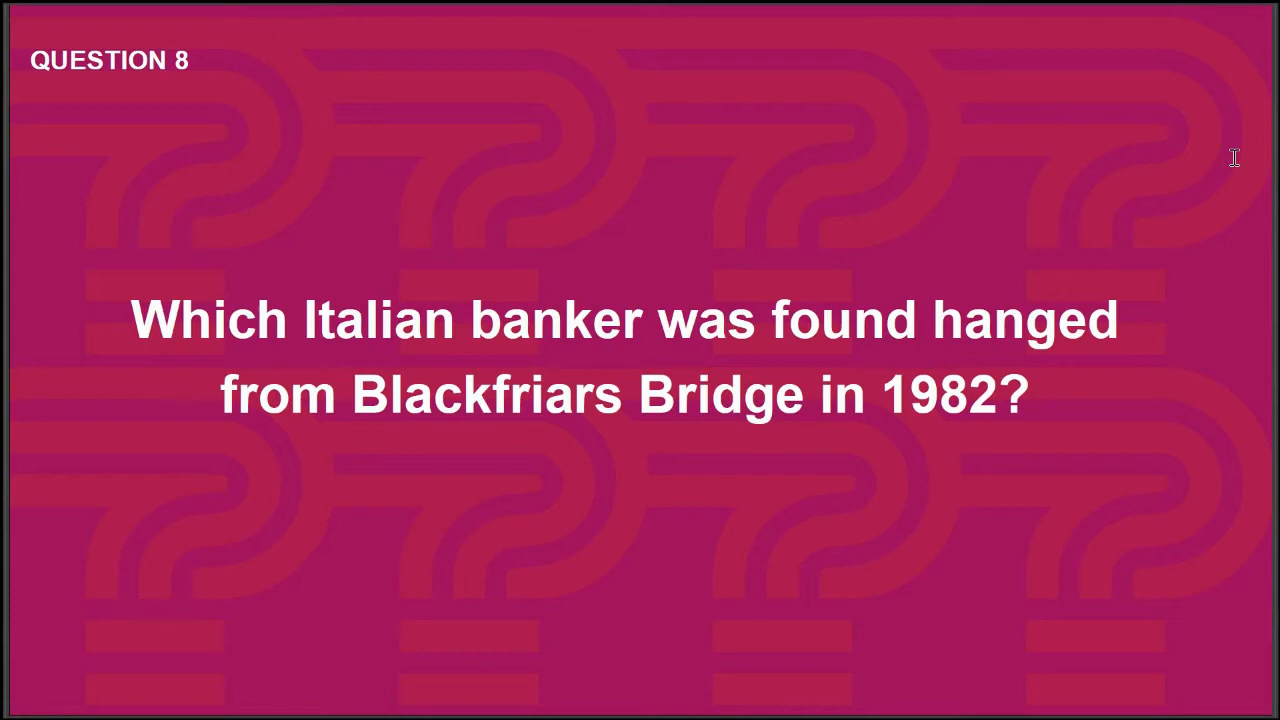 QUESTION 8
Which Italian banker was found hanged
from Blackfriars Bridge in 1982?